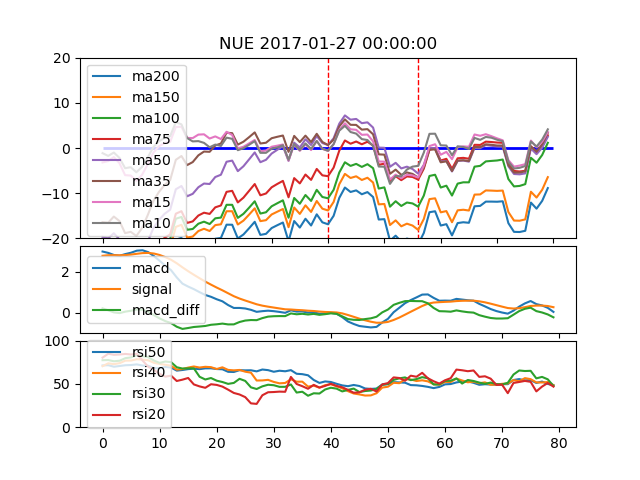 NUE 2017-01-27 00:00:00
20
10
0
−10
−20
ma200
ma150
ma100
ma75
ma50
ma35
ma15
ma10
2
0
macd
signal
macd_diff
100
50
0
rsi50
rsi40
rsi30
rsi20
0 10 20 30 40 50 60 70 80